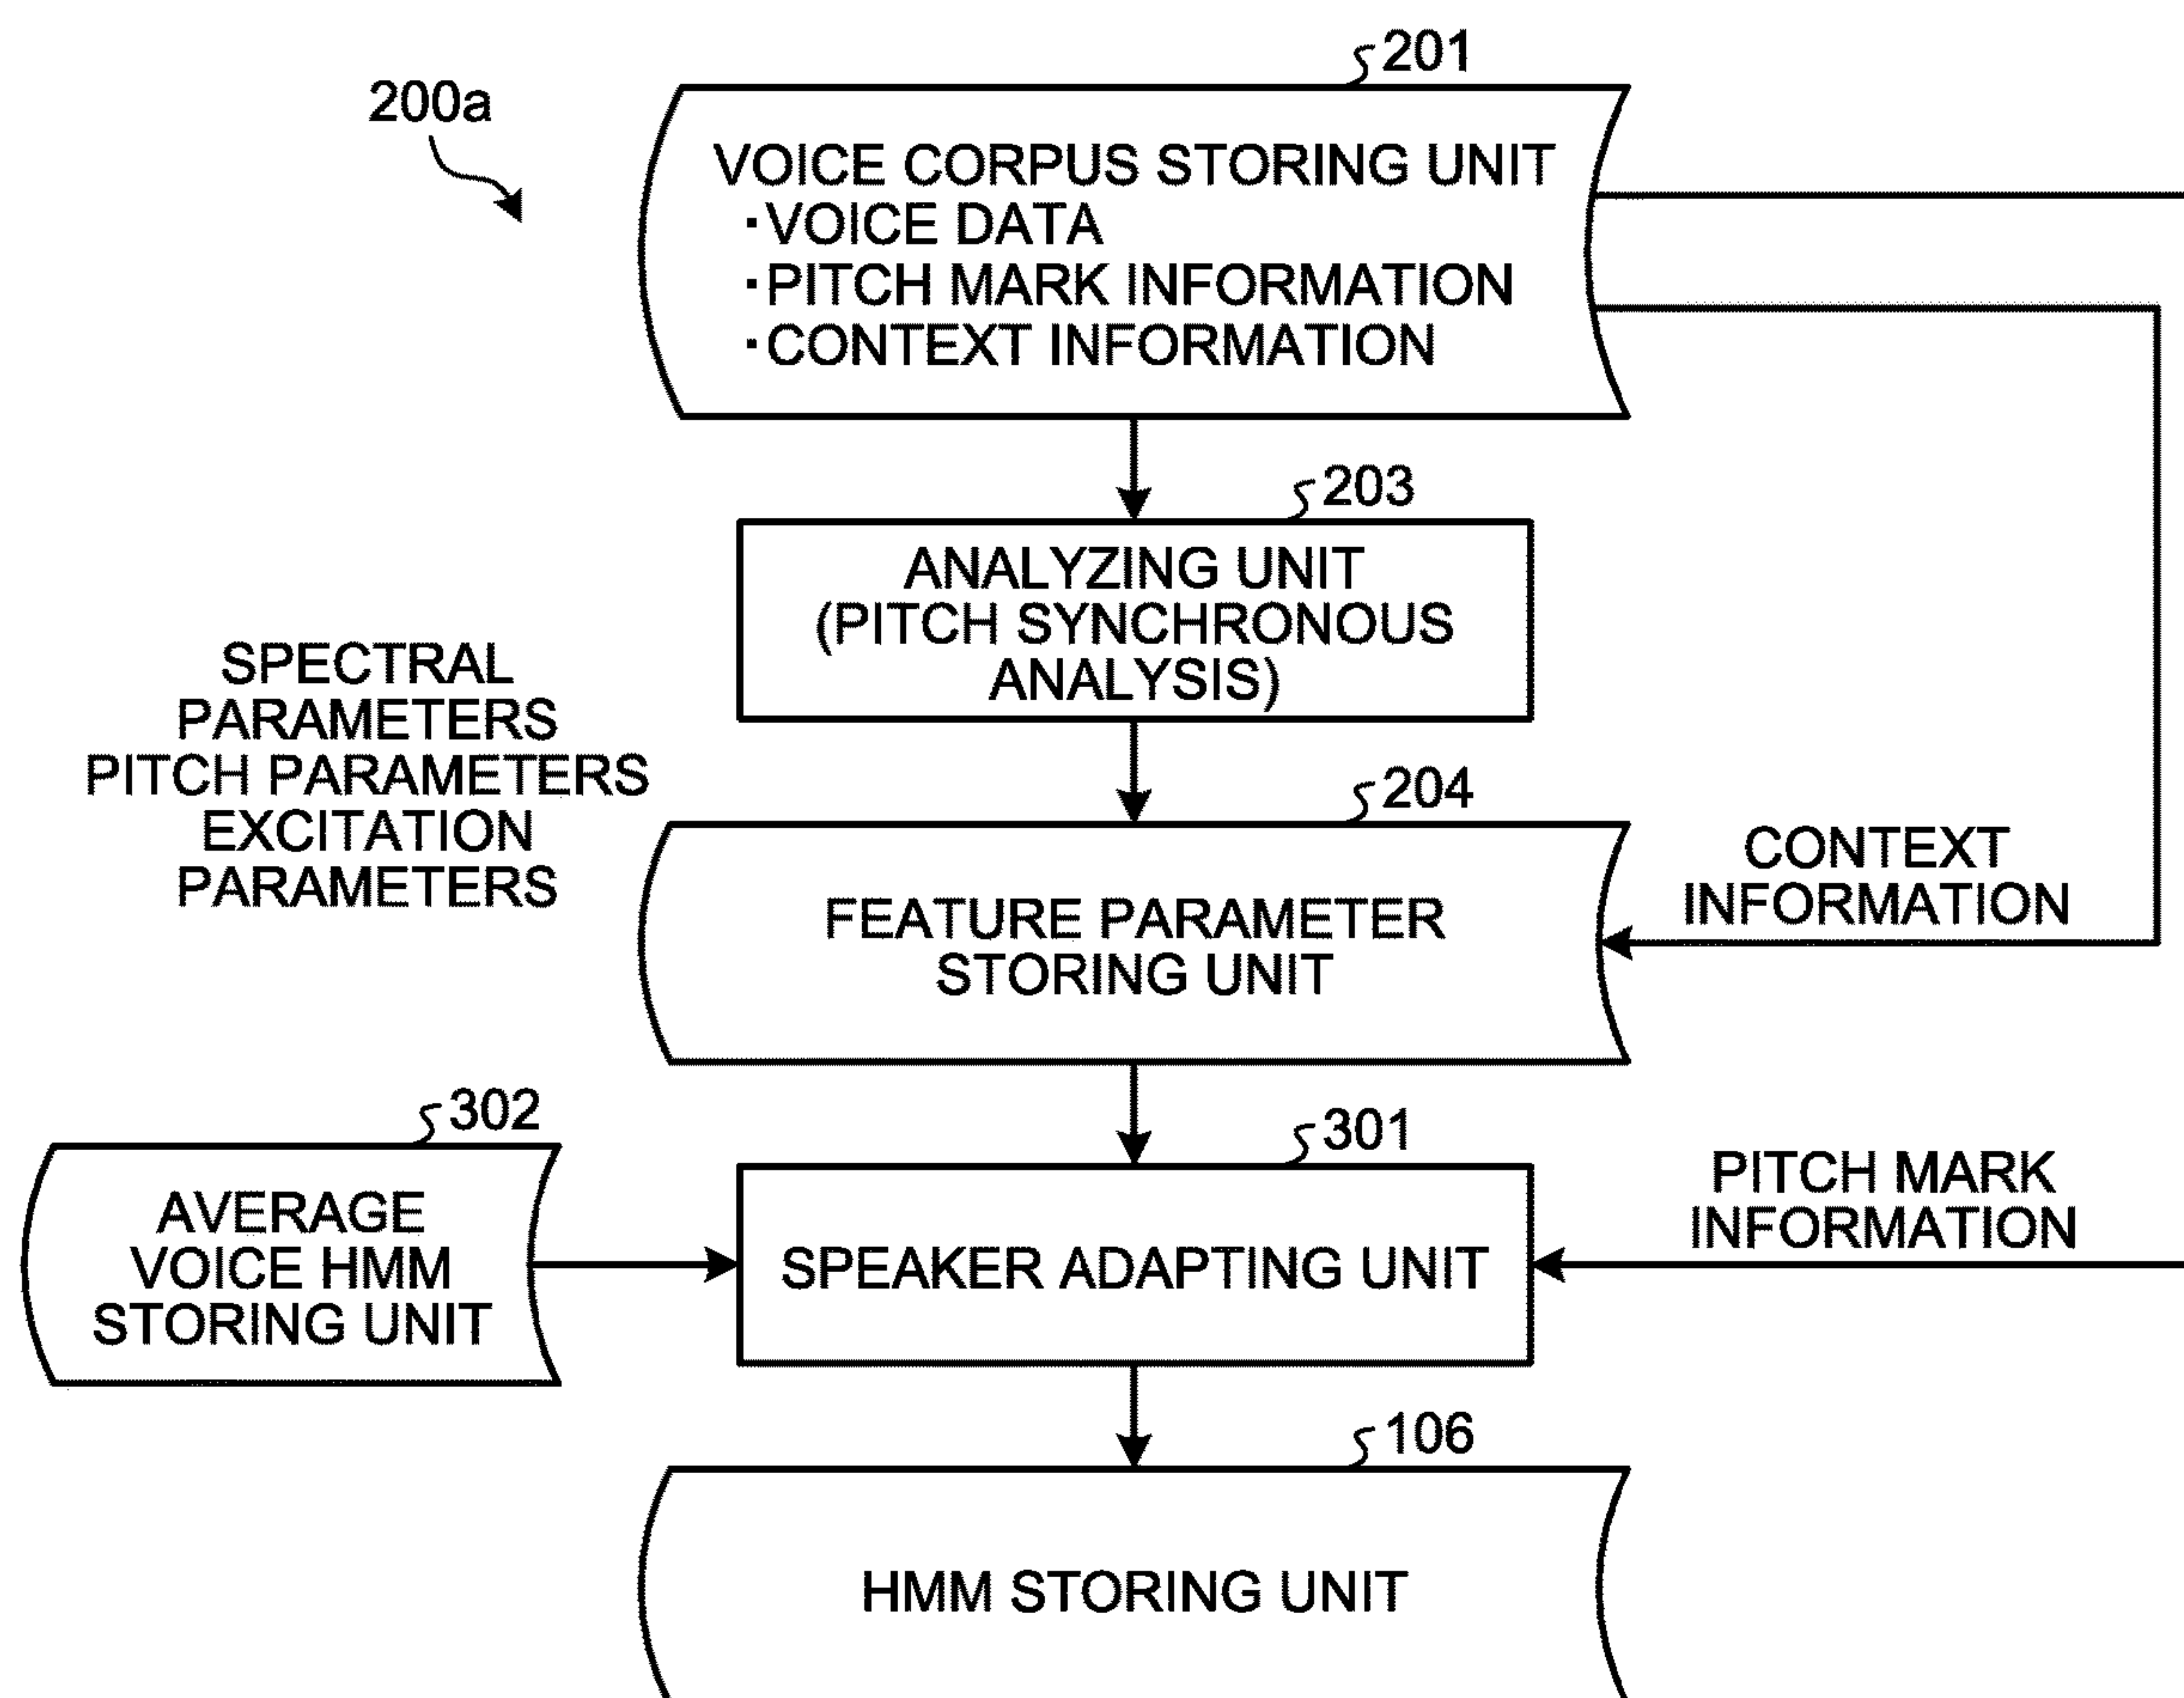 201
200a
VOICE CORPUS STORING UNIT
·VOICE DATA
·PITCH MARK INFORMATION
·CONTEXT INFORMATION
203
ANALYZING UNIT
(PITCH SYNCHRONOUS
ANALYSIS)
SPECTRAL
PARAMETERS
PITCH PARAMETERS
EXCITATION
PARAMETERS
204
FEATURE PARAMETER
STORING UNIT
CONTEXT
INFORMATION
302
AVERAGE
VOICE HMM
STORING UNIT
301
SPEAKER ADAPTING UNIT
PITCH MARK
INFORMATION
106
HMM STORING UNIT